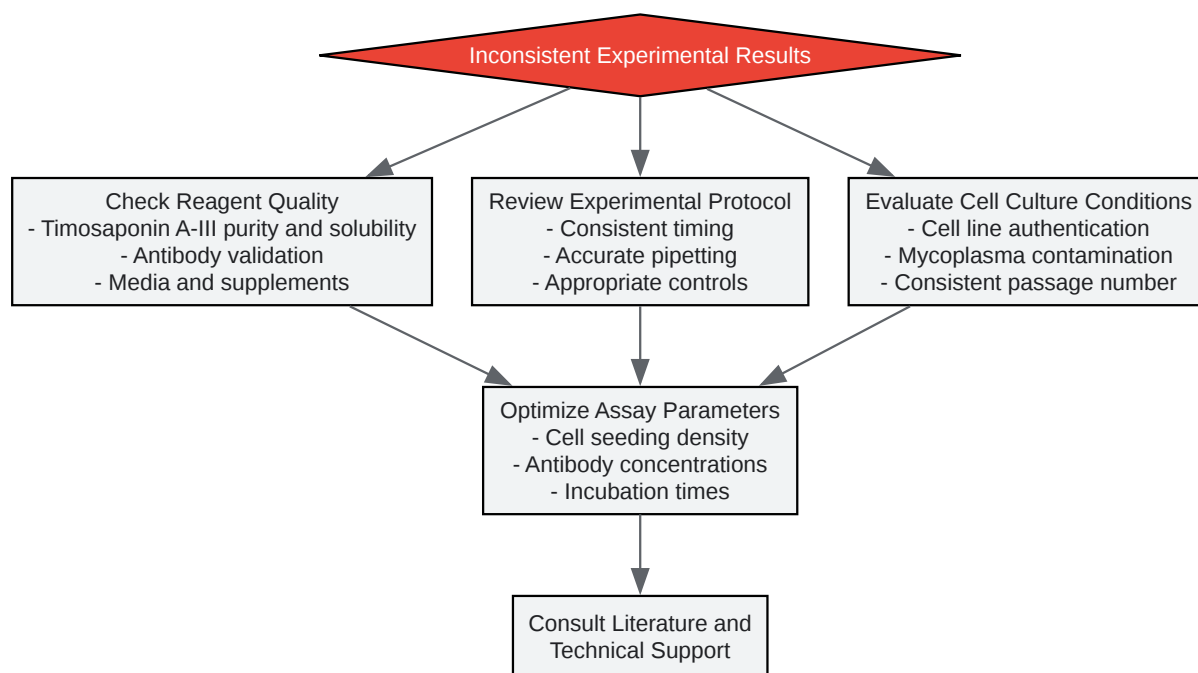 Inconsistent Experimental Results
Check Reagent Quality
- Timosaponin A-III purity and solubility
- Antibody validation
- Media and supplements
Review Experimental Protocol
- Consistent timing
- Accurate pipetting
- Appropriate controls
Evaluate Cell Culture Conditions
- Cell line authentication
- Mycoplasma contamination
- Consistent passage number
Optimize Assay Parameters
- Cell seeding density
- Antibody concentrations
- Incubation times
Consult Literature and
Technical Support